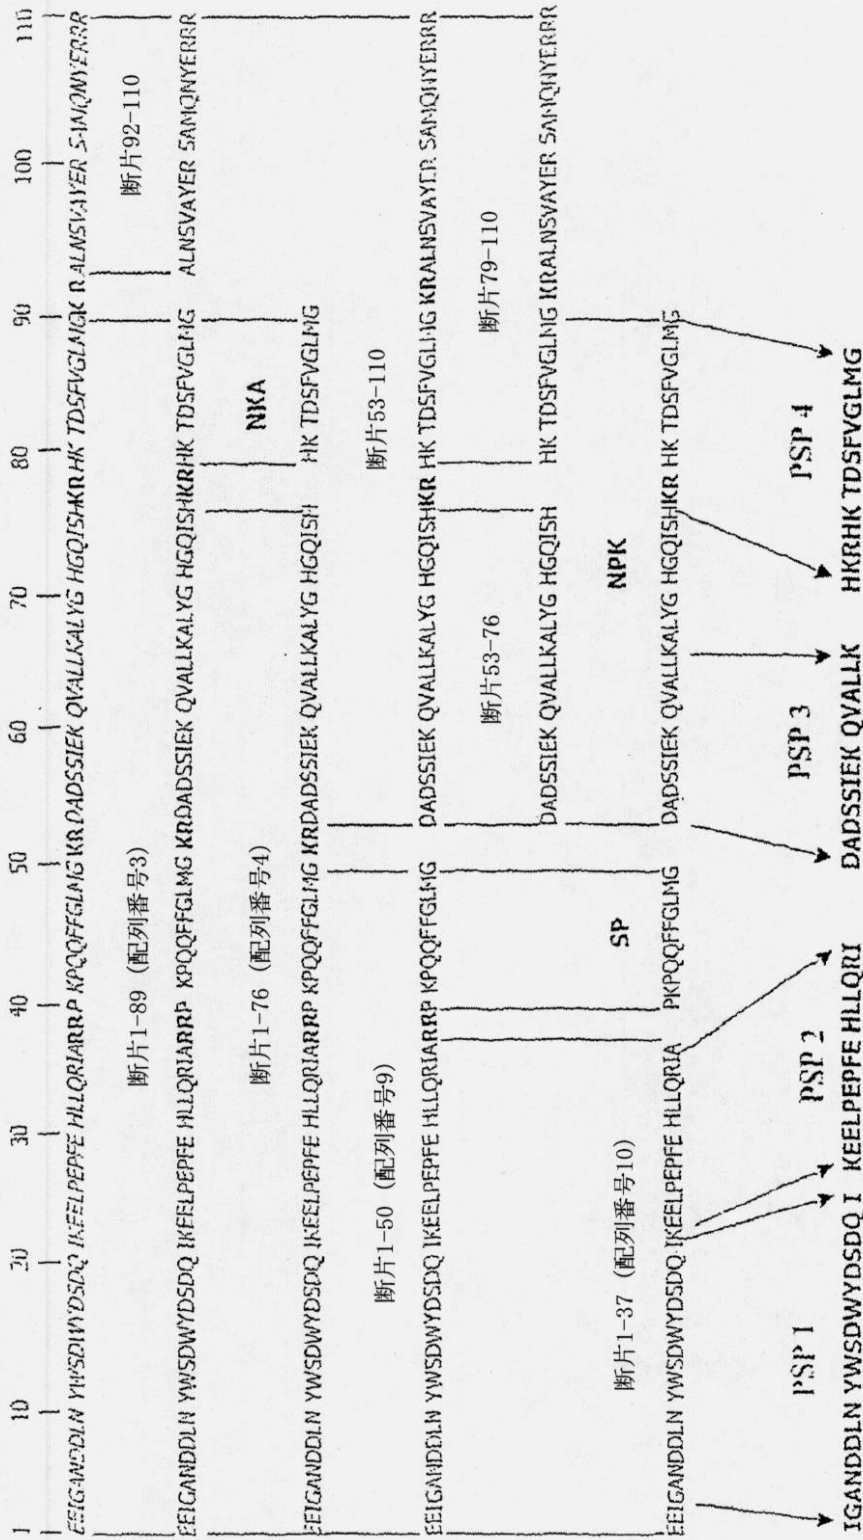 1 10 20 30 40 50 60 70 80 90 100 110
EEIGANDDLN YWSDWYDSDQ IKEELPEPFE HLLQRIARRP KPQQFFGLMG KR DADSSIEK QVALLKALYG HGQISHKR HK TDSFVGLMGK R ALNSVAYER SAMQNYERRR
断片1-89 (配列番号3) 断片92-110
EEIGANDDLN YWSDWYDSDQ IKEELPEPFE HLLQRIARRP KPQQFFGLMG KRDADSSIEK QVALLKALYG HGQISHKRHK TDSFVGLMG ALNSVAYER SAMQNYERRR
断片1-76 (配列番号4) NKA
EEIGANDDLN YWSDWYDSDQ IKEELPEPFE HLLQRIARRP KPQQFFGLMG KRDADSSIEK QVALLKALYG HGQISH HK TDSFVGLMG
断片1-50 (配列番号9) 断片53-110
EEIGANDDLN YWSDWYDSDQ IKEELPEPFE HLLQRIARRP KPQQFFGLMG DADSSIEK QVALLKALYG HGQISHKR HK TDSFVGLMG KRALNSVAYER SAMQNYERRR
断片53-76 断片79-110
DADSSIEK QVALLKALYG HGQISH HK TDSFVGLMG KRALNSVAYER SAMQNYERRR
断片1-37 (配列番号10) SP NPK
EEIGANDDLN YWSDWYDSDQ IKEELPEPFE HLLQRIA PKPQQFFGLMG DADSSIEK QVALLKALYG HGQISHKR HK TDSFVGLMG
PSP 1 PSP 2 PSP 3 PSP 4
IGANDDLN YWSDWYDSDQ I KEELPEPFE HLLQRI DADSSIEK QVALLK HKRHK TDSFVGLMG